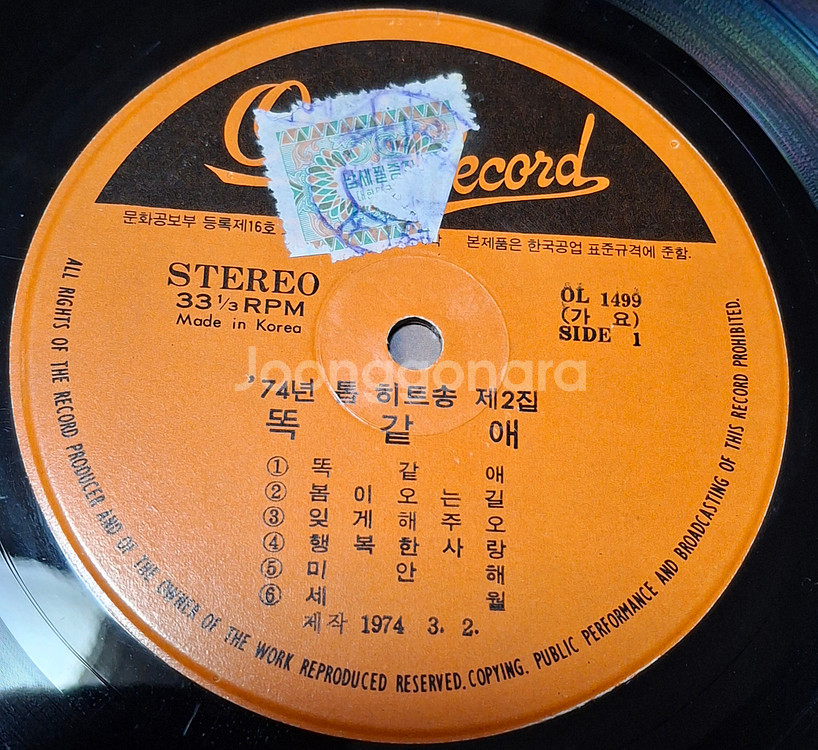 ecord
문화공보부 등록제16호
본제품은 한국공업 표준규격에 준함.
STEREO
33 1/3 RPM
Made in Korea
OL 1499
(가 요)
SIDE 1
Joonggonara
'74년 톱 히트송 제2집
똑 같 애
① 똑 같 애
② 봄 이 오 는 길
③ 잊 게 해 주 오
④ 행 복 한 사 랑
⑤ 미 안 해
⑥ 세 월
제작 1974 3. 2.
ALL RIGHTS OF THE RECORD PRODUCER AND OF THE OWNER OF THE WORK REPRODUCED RESERVED. COPYING. PUBLIC PERFORMANCE AND BROADCASTING OF THIS RECORD PROHIBITED.